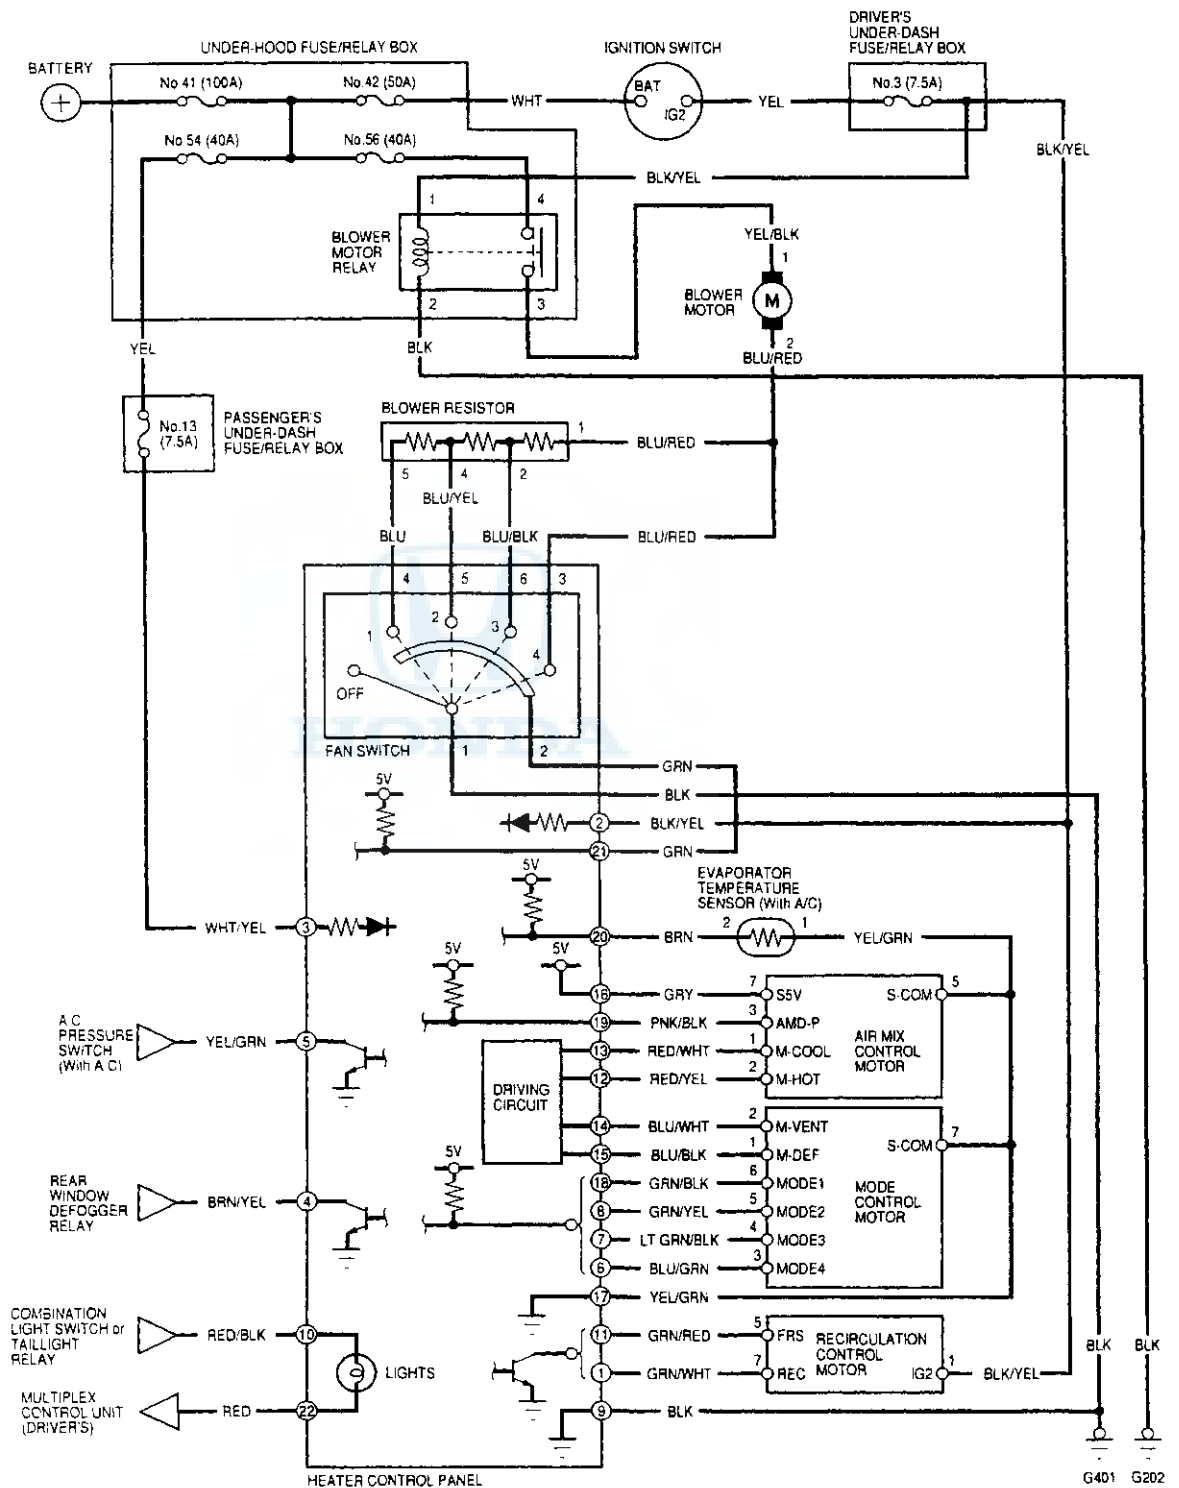 DRIVER'S
UNDER-DASH
FUSE/RELAY BOX
UNDER-HOOD FUSE/RELAY BOX
IGNITION SWITCH
BATTERY
No 41 (100A)
No.42 (50A)
BAT
IG2
No.3 (7.5A)
WHT
YEL
No 54 (40A)
No.56 (40A)
BLK/YEL
BLK/YEL
1
4
BLOWER
MOTOR
RELAY
YEL/BLK
1
BLOWER
MOTOR
M
2
3
2
YEL
BLK
BLU/RED
No.13
(7.5A)
PASSENGER'S
UNDER-DASH
FUSE/RELAY BOX
BLOWER RESISTOR
1
BLU/RED
5
4
2
BLU/YEL
BLU
BLU/BLK
BLU/RED
4
5
6
3
1
2
3
4
OFF
HONDA
FAN SWITCH
1
2
GRN
5V
BLK
2
BLK/YEL
21
GRN
5V
EVAPORATOR
TEMPERATURE
SENSOR (With A/C)
WHT/YEL
3
20
BRN
2
1
YEL/GRN
5V
5V
16
GRY
7
S5V
S-COM
5
19
PNK/BLK
3
AMD-P
A C
PRESSURE
SWITCH
(With A C)
YEL/GRN
5
13
RED/WHT
1
M-COOL
AIR MIX
CONTROL
MOTOR
12
RED/YEL
2
M-HOT
DRIVING
CIRCUIT
14
BLU/WHT
2
M-VENT
15
BLU/BLK
1
M-DEF
S-COM
7
5V
18
GRN/BLK
6
MODE1
REAR
WINDOW
DEFOGGER
RELAY
BRN/YEL
4
8
GRN/YEL
5
MODE2
MODE
CONTROL
MOTOR
7
LT GRN/BLK
4
MODE3
6
BLU/GRN
3
MODE4
17
YEL/GRN
COMBINATION
LIGHT SWITCH or
TAILLIGHT
RELAY
RED/BLK
10
11
GRN/RED
5
FRS
RECIRCULATION
CONTROL
MOTOR
BLK
BLK
LIGHTS
1
GRN/WHT
7
REC
IG2
1
BLK/YEL
MULTIPLEX
CONTROL UNIT
(DRIVER'S)
RED
22
9
BLK
HEATER CONTROL PANEL
G401
G202